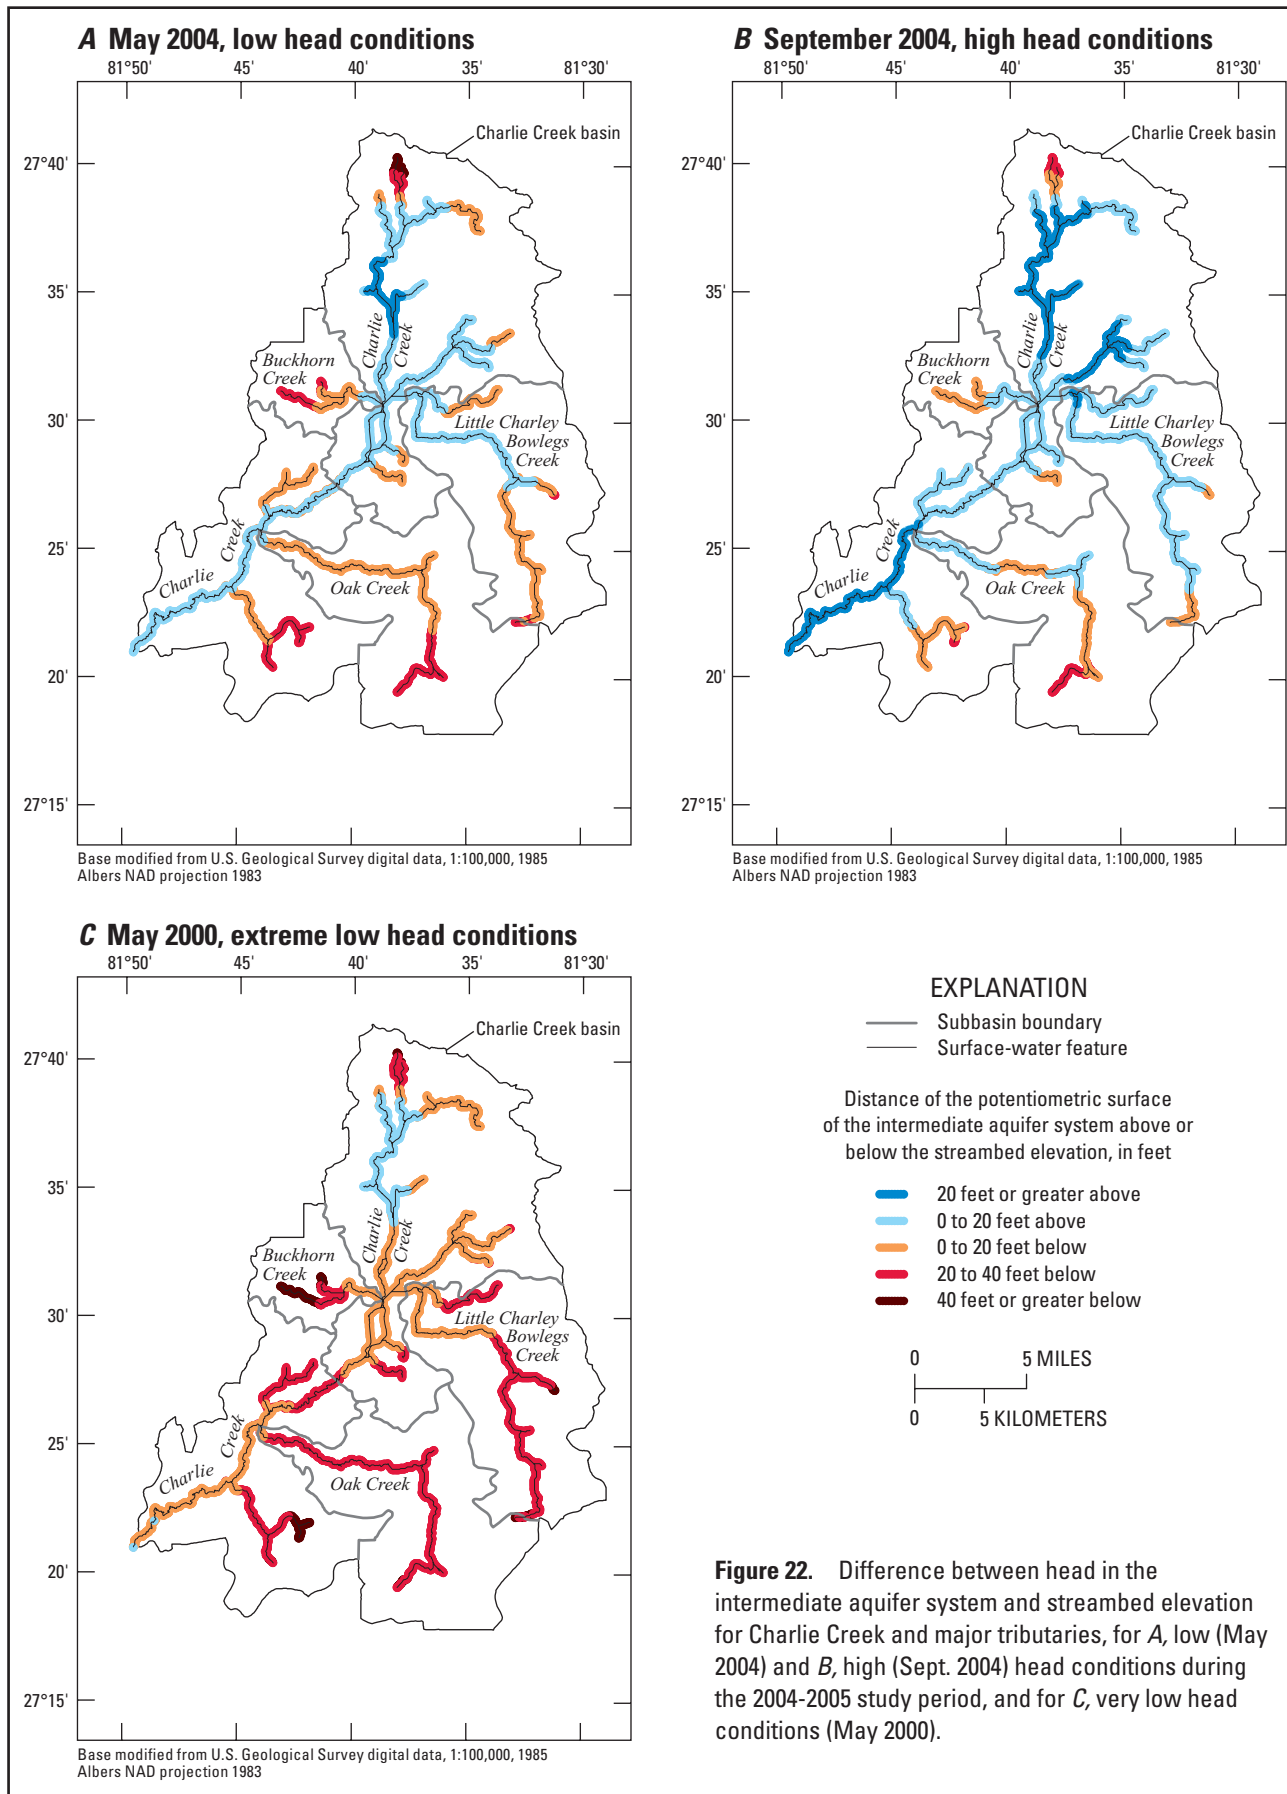 A May 2004, low head conditions
81°50' 45' 40' 35' 81°30'
Charlie Creek basin
27°40'
35'
Charlie
Creek
Buckhorn
Creek
30'
Little Charley
Bowlegs
Creek
25'
Charlie
Creek
Oak Creek
20'
27°15'
Base modified from U.S. Geological Survey digital data, 1:100,000, 1985
Albers NAD projection 1983
B September 2004, high head conditions
81°50' 45' 40' 35' 81°30'
Charlie Creek basin
27°40'
35'
Charlie
Creek
Buckhorn
Creek
30'
Little Charley
Bowlegs
Creek
25'
Charlie
Creek
Oak Creek
20'
27°15'
Base modified from U.S. Geological Survey digital data, 1:100,000, 1985
Albers NAD projection 1983
C May 2000, extreme low head conditions
81°50' 45' 40' 35' 81°30'
Charlie Creek basin
27°40'
35'
Charlie
Creek
Buckhorn
Creek
30'
Little Charley
Bowlegs
Creek
25'
Charlie
Creek
Oak Creek
20'
27°15'
Base modified from U.S. Geological Survey digital data, 1:100,000, 1985
Albers NAD projection 1983
EXPLANATION
Subbasin boundary
Surface-water feature
Distance of the potentiometric surface
of the intermediate aquifer system above or
below the streambed elevation, in feet
20 feet or greater above
0 to 20 feet above
0 to 20 feet below
20 to 40 feet below
40 feet or greater below
0 5 MILES
0 5 KILOMETERS
Figure 22. Difference between head in the
intermediate aquifer system and streambed elevation
for Charlie Creek and major tributaries, for A, low (May
2004) and B, high (Sept. 2004) head conditions during
the 2004-2005 study period, and for C, very low head
conditions (May 2000).